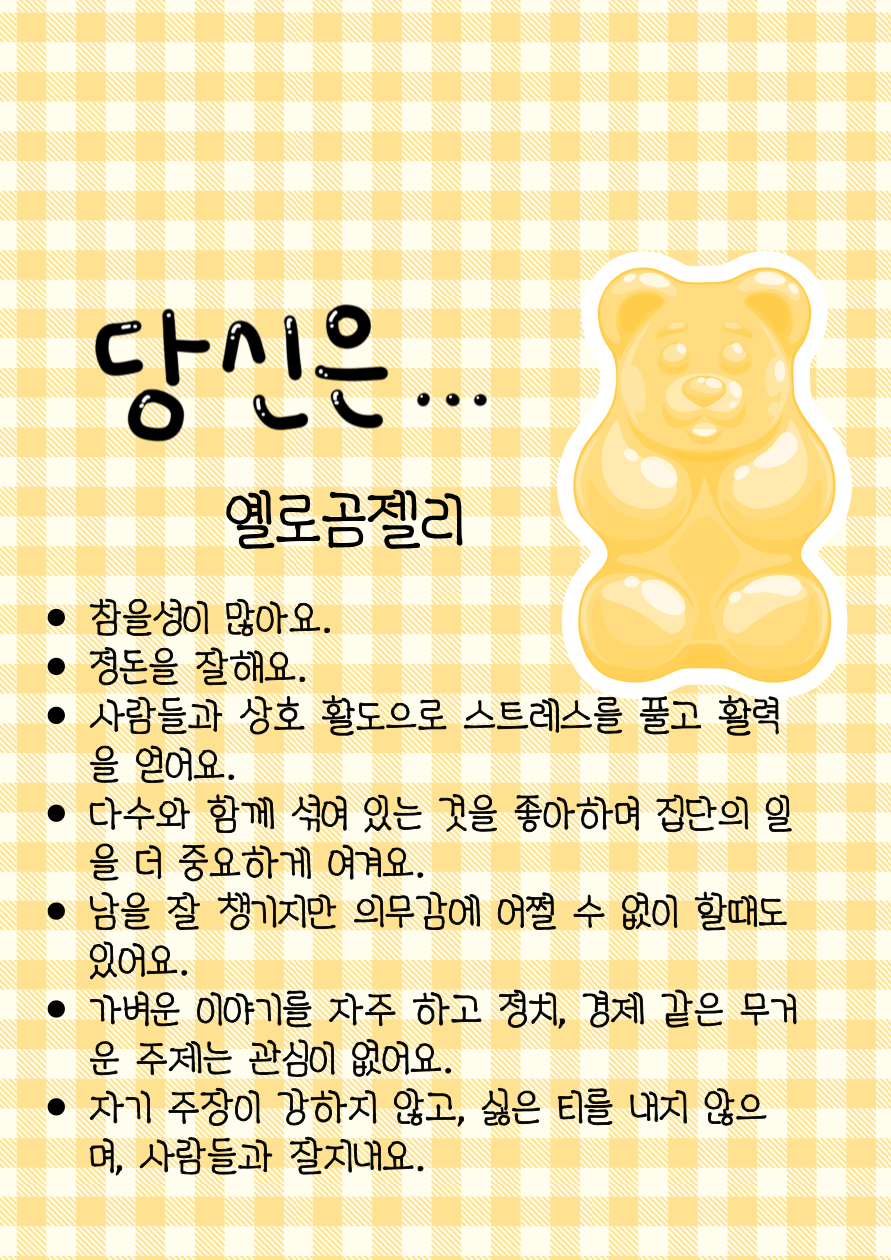 당신은...
옐로곰젤리
• 참을성이 많아요.
• 정돈을 잘해요.
• 사람들과 상호 활도으로 스트레스를 풀고 활력
을 얻어요.
• 다수와 함께 섞여 있는 것을 좋아하며 집단의 일
을 더 중요하게 여겨요.
• 남을 잘 챙기지만 의무감에 어쩔 수 없이 할때도
있어요.
• 가벼운 이야기를 자주 하고 정치, 경제 같은 무거
운 주제는 관심이 없어요.
• 자기 주장이 강하지 않고, 싫은 티를 내지 않으
며, 사람들과 잘지내요.